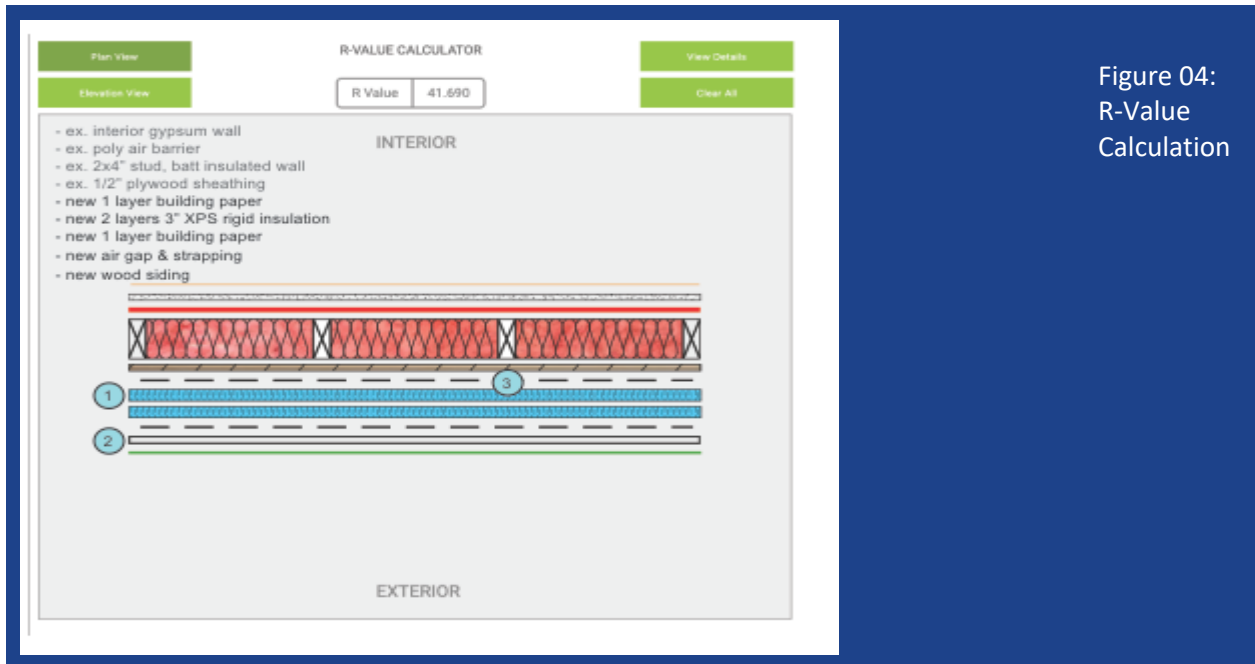 Plan View
R-VALUE CALCULATOR
View Details
Elevation View
R Value 41.690
Clear All
- ex. interior gypsum wall
- ex. poly air barrier
- ex. 2x4" stud, batt insulated wall
- ex. 1/2" plywood sheathing
- new 1 layer building paper
- new 2 layers 3" XPS rigid insulation
- new 1 layer building paper
- new air gap & strapping
- new wood siding
INTERIOR
3
1
2
EXTERIOR
Figure 04:
R-Value
Calculation